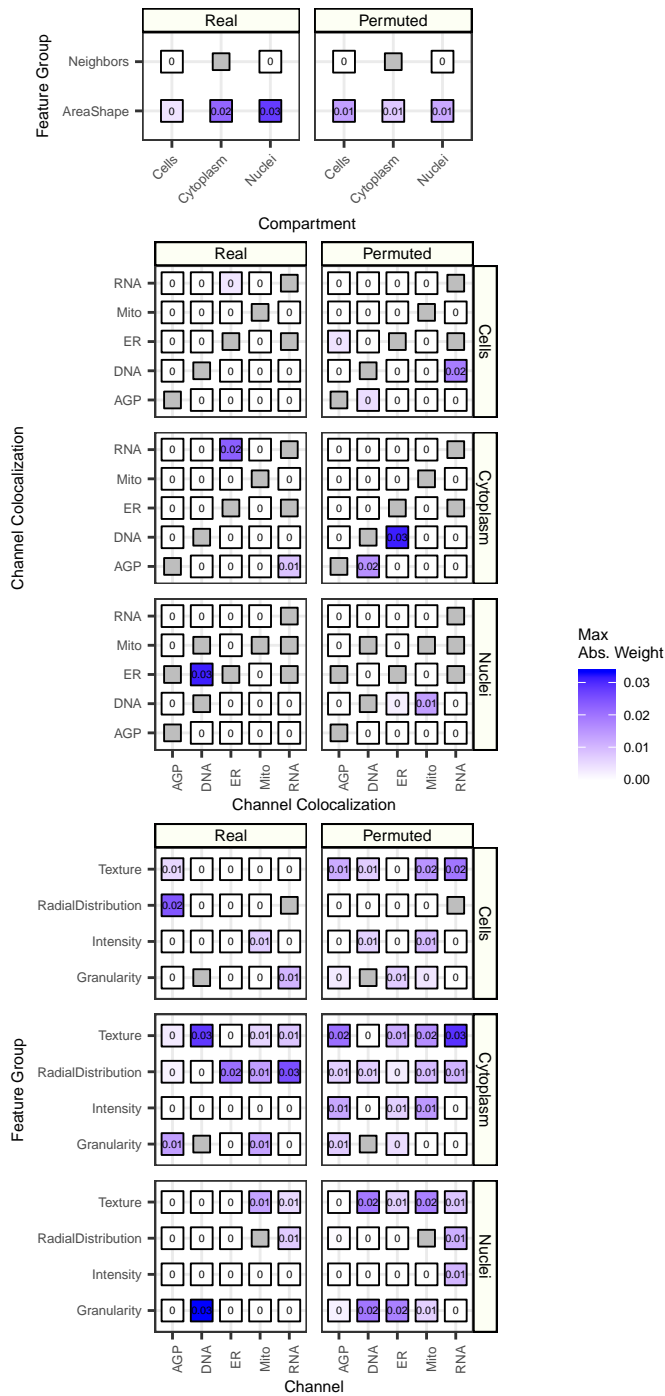 Real Permuted
Feature Group
Neighbors 0 0 0 0
AreaShape 0 0.02 0.03 0.01 0.01 0.01
Cells Cytoplasm Nuclei Cells Cytoplasm Nuclei
Compartment
Real Permuted
Channel Colocalization
RNA 0 0 0 0 0 0 0 0
Mito 0 0 0 0 0 0 0 0
ER 0 0 0 0 0 0
DNA 0 0 0 0 0 0 0 0.02
AGP 0 0 0 0 0 0 0 0
Cells
RNA 0 0 0.02 0 0 0 0 0
Mito 0 0 0 0 0 0 0 0
ER 0 0 0 0 0 0
DNA 0 0 0 0 0 0.03 0 0
AGP 0 0 0 0.01 0.02 0 0 0
Cytoplasm
RNA 0 0 0 0 0 0 0 0
Mito 0 0 0 0
ER 0.03 0 0 0
DNA 0 0 0 0 0 0 0.01 0
AGP 0 0 0 0 0 0 0 0
Nuclei
AGP DNA ER Mito RNA AGP DNA ER Mito RNA
Channel Colocalization
Max
Abs. Weight
0.03
0.02
0.01
0.00
Real Permuted
Feature Group
Texture 0.01 0 0 0 0 0.01 0.01 0 0.02 0.02
RadialDistribution 0.02 0 0 0 0 0 0 0
Intensity 0 0 0 0.01 0 0 0.01 0 0.01 0
Granularity 0 0 0 0.01 0 0.01 0 0
Cells
Texture 0 0.03 0 0.01 0.01 0.02 0 0.01 0.02 0.03
RadialDistribution 0 0 0.02 0.01 0.03 0.01 0.01 0 0.01 0.01
Intensity 0 0 0 0 0 0.01 0 0.01 0.01 0
Granularity 0.01 0 0.01 0 0.01 0 0 0
Cytoplasm
Texture 0 0 0 0.01 0.01 0 0.02 0.01 0.02 0.01
RadialDistribution 0 0 0 0.01 0 0 0 0.01
Intensity 0 0 0 0 0 0 0 0 0 0.01
Granularity 0 0.03 0 0 0 0 0.02 0.02 0.01 0
Nuclei
AGP DNA ER Mito RNA AGP DNA ER Mito RNA
Channel